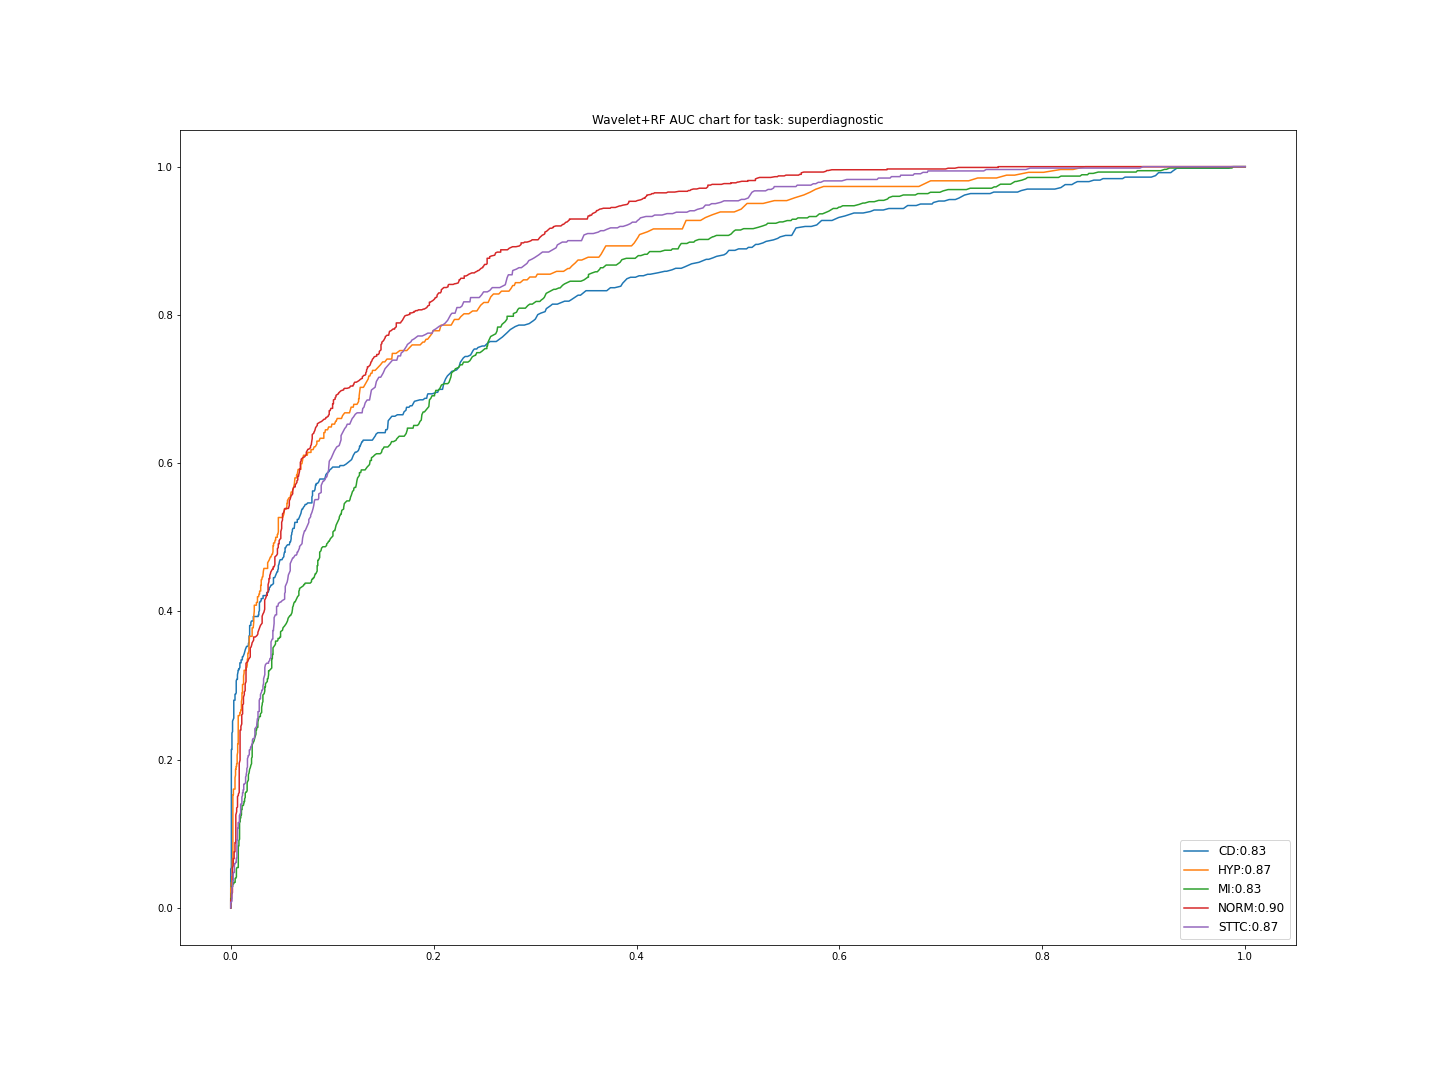 Wavelet+RF AUC chart for task: superdiagnostic
1.0
0.8
0.6
0.4
0.2
0.0
0.0 0.2 0.4 0.6 0.8 1.0
CD:0.83
HYP:0.87
MI:0.83
NORM:0.90
STTC:0.87